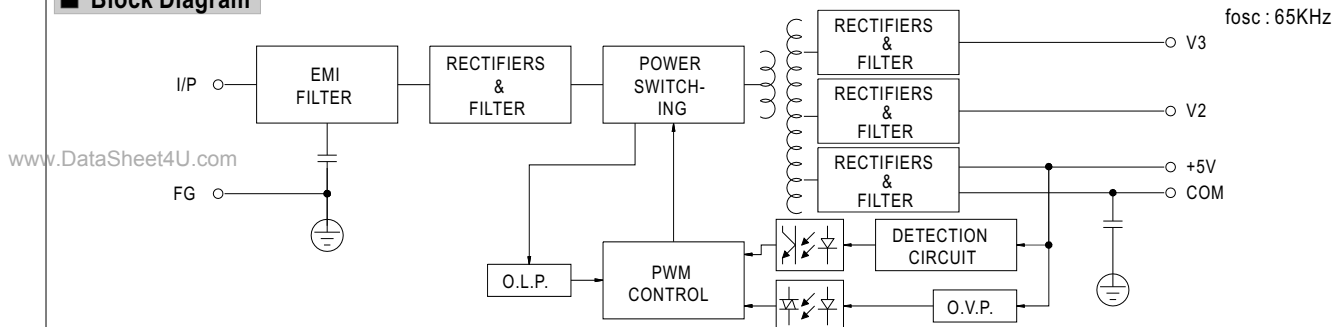 ■ Block Diagram
fosc : 65KHz
I/P
EMI
FILTER
RECTIFIERS
&
FILTER
POWER
SWITCH-
ING
RECTIFIERS
&
FILTER
V3
RECTIFIERS
&
FILTER
V2
RECTIFIERS
&
FILTER
+5V
COM
www.DataSheet4U.com
FG
O.L.P.
PWM
CONTROL
DETECTION
CIRCUIT
O.V.P.